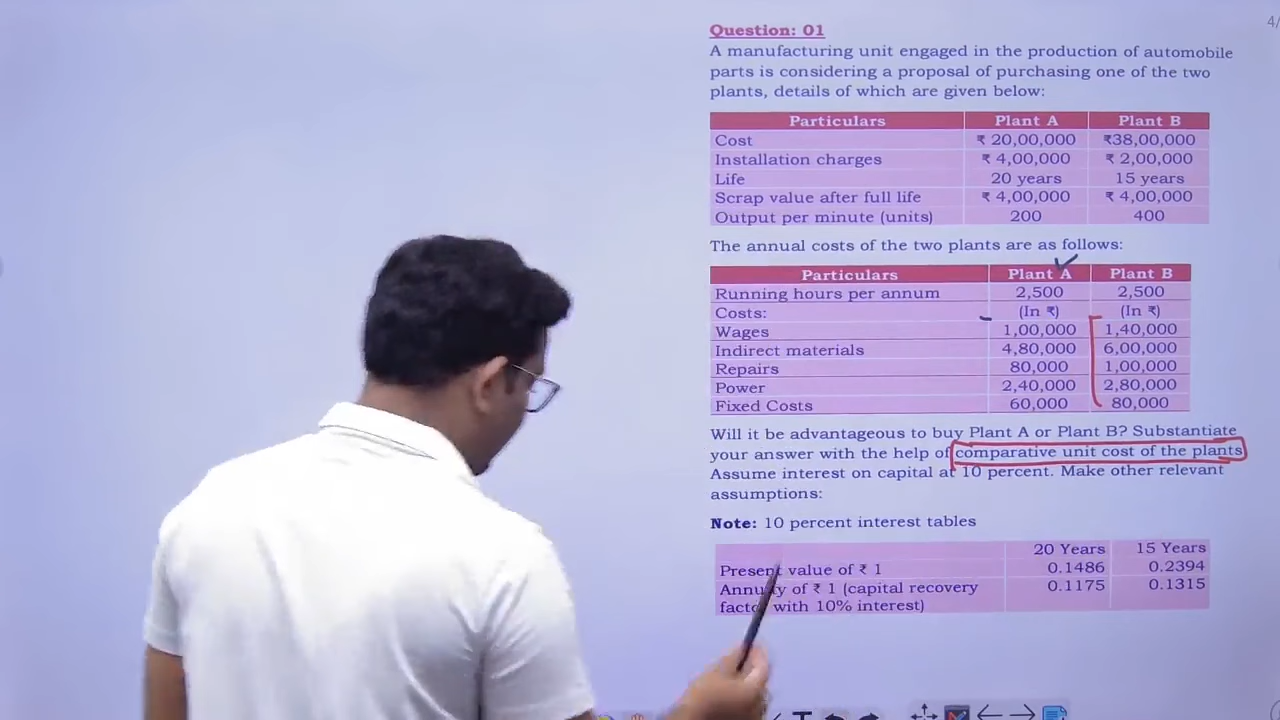 4/
Question: 01
A manufacturing unit engaged in the production of automobile
parts is considering a proposal of purchasing one of the two
plants, details of which are given below:
Particulars Plant A Plant B
Cost ₹ 20,00,000 ₹38,00,000
Installation charges ₹ 4,00,000 ₹ 2,00,000
Life 20 years 15 years
Scrap value after full life ₹ 4,00,000 ₹ 4,00,000
Output per minute (units) 200 400
The annual costs of the two plants are as follows:
Particulars Plant A Plant B
Running hours per annum 2,500 2,500
Costs: (In ₹) (In ₹)
Wages 1,00,000 1,40,000
Indirect materials 4,80,000 6,00,000
Repairs 80,000 1,00,000
Power 2,40,000 2,80,000
Fixed Costs 60,000 80,000
Will it be advantageous to buy Plant A or Plant B? Substantiate
your answer with the help of comparative unit cost of the plants
Assume interest on capital at 10 percent. Make other relevant
assumptions:
Note: 10 percent interest tables
20 Years 15 Years
Present value of ₹ 1 0.1486 0.2394
Annuity of ₹ 1 (capital recovery 0.1175 0.1315
factor with 10% interest)